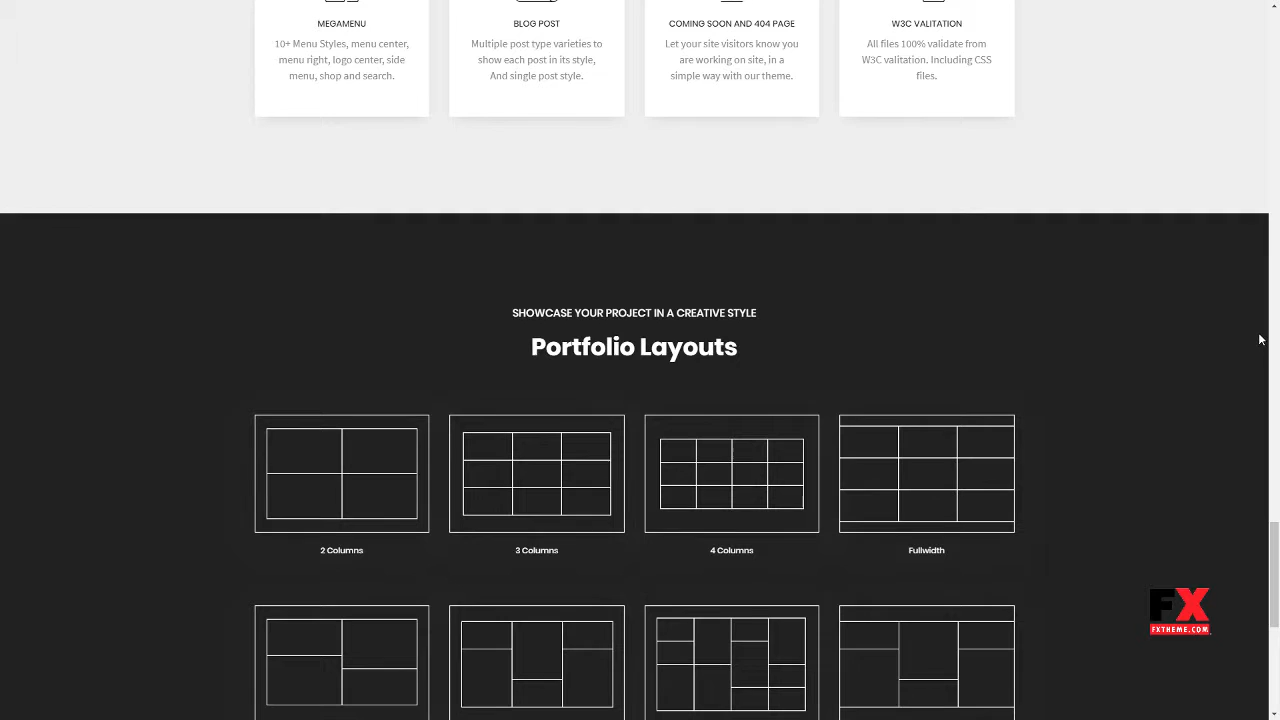 MEGAMENU
10+ Menu Styles, menu center,
menu right, logo center, side
menu, shop and search.
BLOG POST
Multiple post type varieties to
show each post in its style,
And single post style.
COMING SOON AND 404 PAGE
Let your site visitors know you
are working on site, in a
simple way with our theme.
W3C VALITATION
All files 100% validate from
W3C valitation. Including CSS
files.
SHOWCASE YOUR PROJECT IN A CREATIVE STYLE
Portfolio Layouts
2 Columns
3 Columns
4 Columns
Fullwidth
FX
FXTHEME.COM